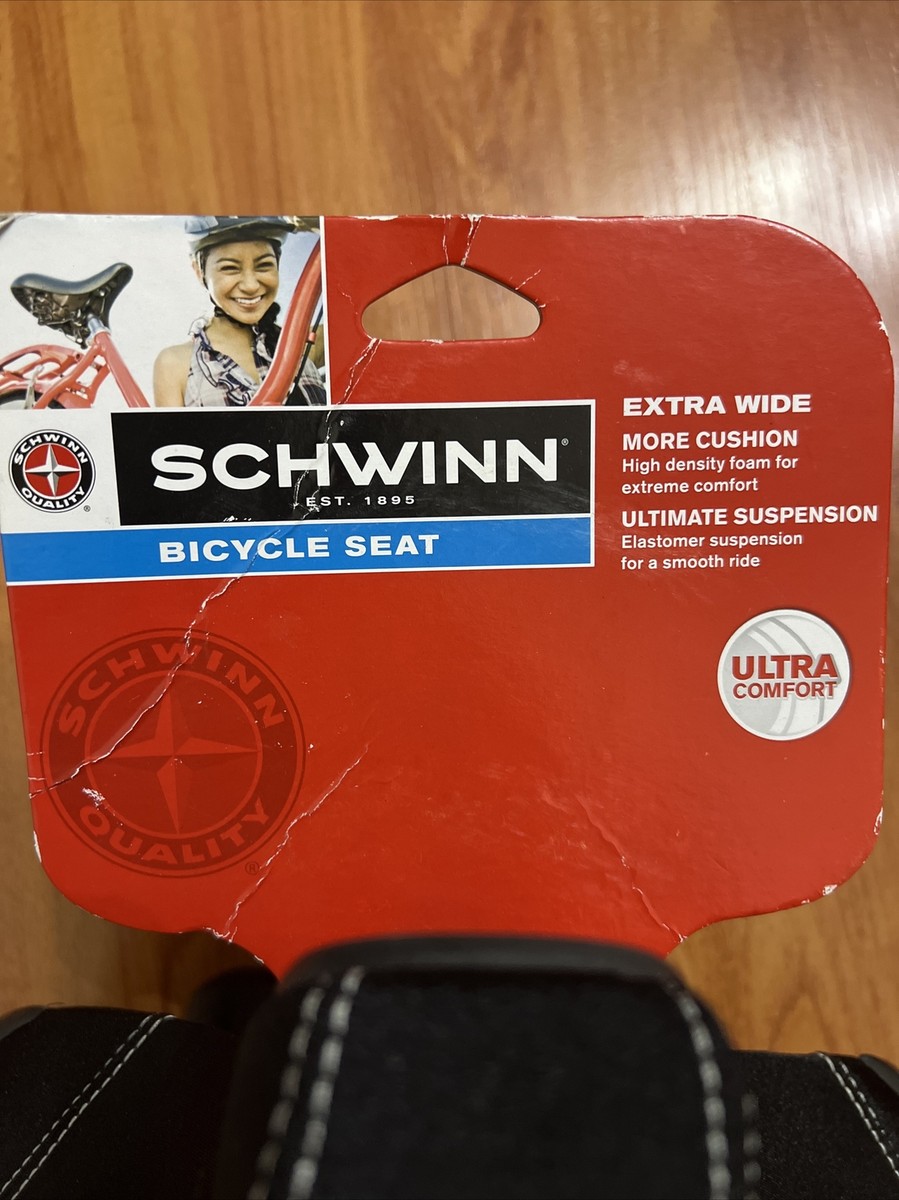 SCHWINN
QUALITY
®
SCHWINN®
EST. 1895
BICYCLE SEAT
EXTRA WIDE
MORE CUSHION
High density foam for
extreme comfort
ULTIMATE SUSPENSION
Elastomer suspension
for a smooth ride
ULTRA
COMFORT
SCHWINN
QUALITY
®